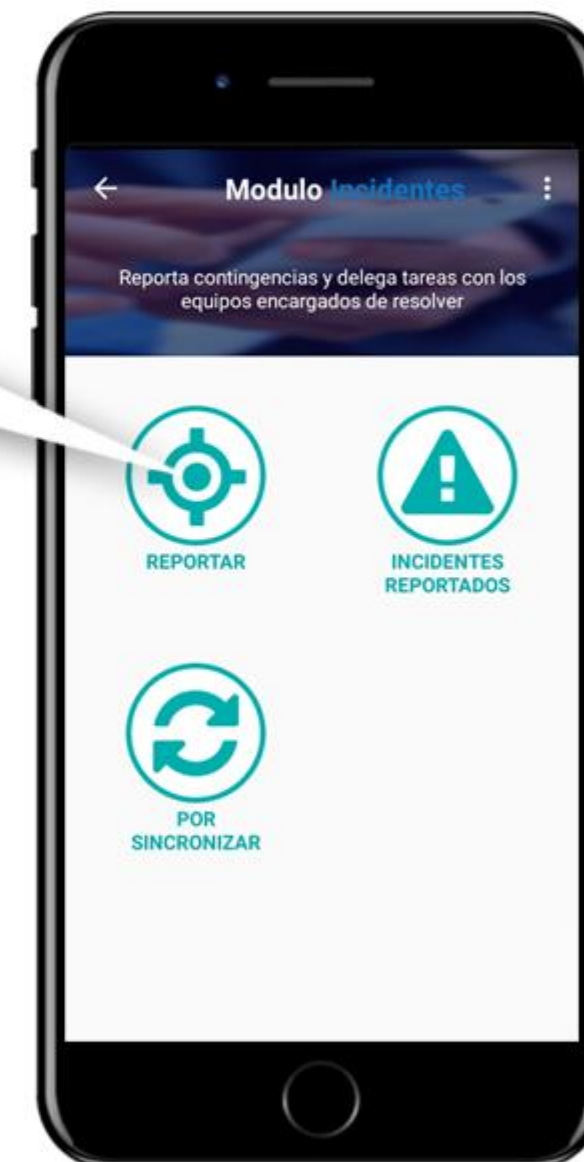 Modulo Incidentes
Reporta contingencias y delega tareas con los
equipos encargados de resolver
REPORTAR
INCIDENTES
REPORTADOS
POR
SINCRONIZAR